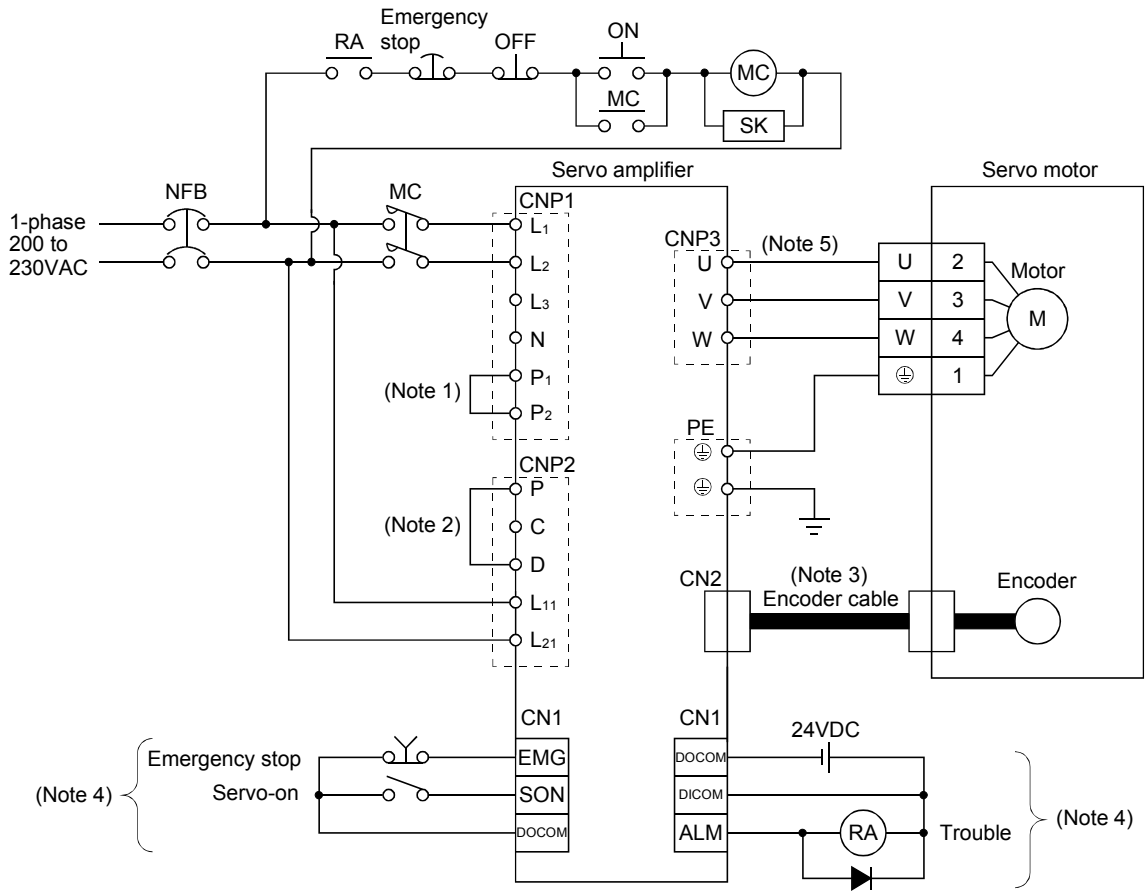 Emergency
stop
RA
OFF
ON
MC
MC
SK
Servo amplifier
Servo motor
NFB
MC
CNP1
1-phase
200 to
230VAC
L1
L2
L3
N
P1
P2
(Note 1)
CNP3
U
V
W
(Note 5)
U 2
V 3
W 4
1
Motor
M
PE
CNP2
P
C
D
L11
L21
(Note 2)
CN2
(Note 3)
Encoder cable
Encoder
CN1
CN1
24VDC
(Note 4)
Emergency stop
Servo-on
EMG
SON
DOCOM
DOCOM
DICOM
ALM
RA
Trouble
(Note 4)